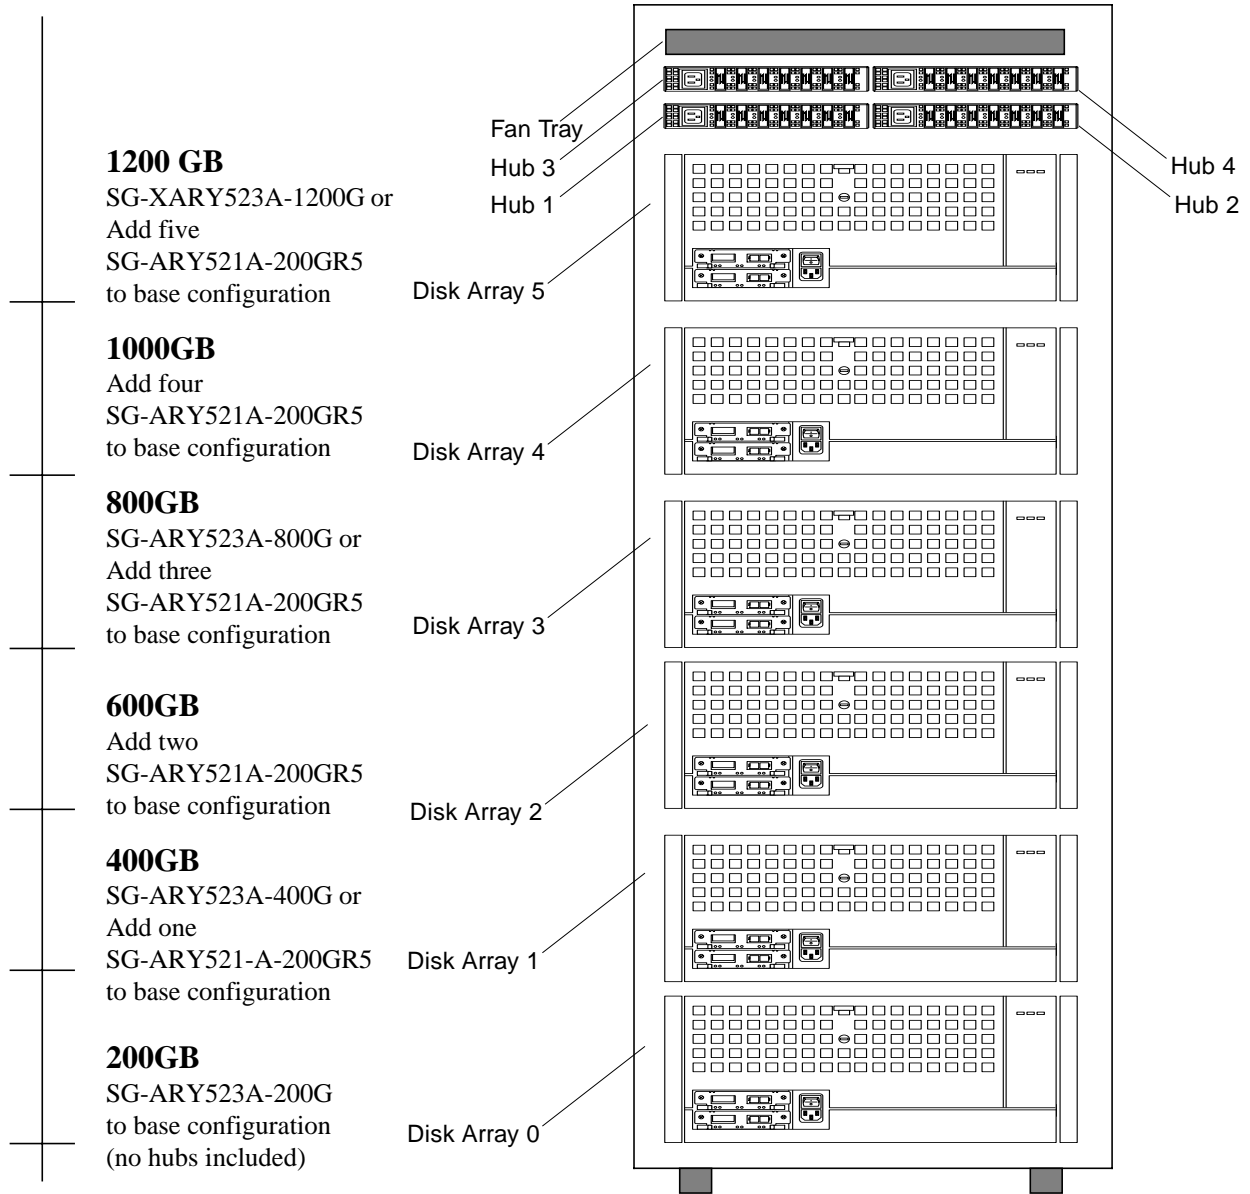 Fan Tray
Hub 3
Hub 1
Hub 4
Hub 2
1200 GB
SG-XARY523A-1200G or
Add five
SG-ARY521A-200GR5
to base configuration
Disk Array 5
1000GB
Add four
SG-ARY521A-200GR5
to base configuration
Disk Array 4
800GB
SG-ARY523A-800G or
Add three
SG-ARY521A-200GR5
to base configuration
Disk Array 3
600GB
Add two
SG-ARY521A-200GR5
to base configuration
Disk Array 2
400GB
SG-ARY523A-400G or
Add one
SG-ARY521-A-200GR5
to base configuration
Disk Array 1
200GB
SG-ARY523A-200G
to base configuration
(no hubs included)
Disk Array 0